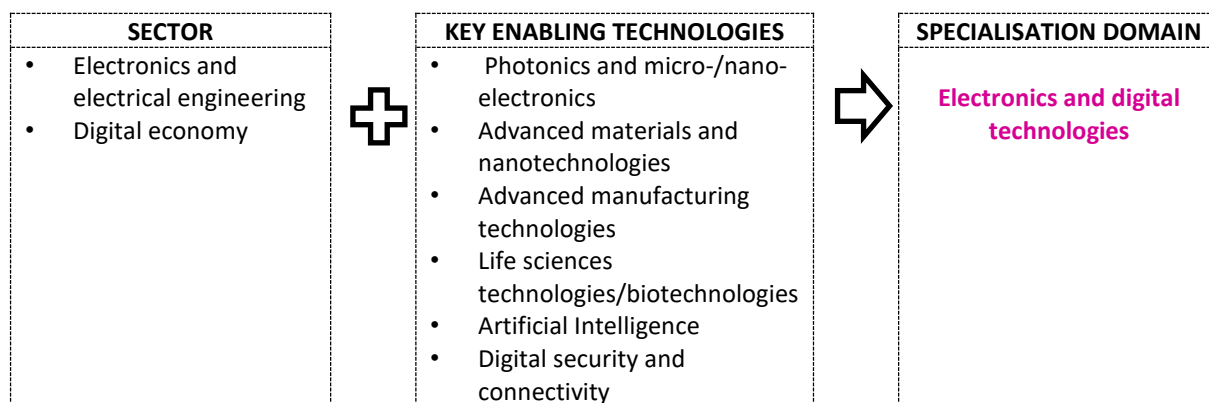 SECTOR
• Electronics and
electrical engineering
• Digital economy
KEY ENABLING TECHNOLOGIES
• Photonics and micro-/nano-
electronics
• Advanced materials and
nanotechnologies
• Advanced manufacturing
technologies
• Life sciences
technologies/biotechnologies
• Artificial Intelligence
• Digital security and
connectivity
SPECIALISATION DOMAIN
Electronics and digital
technologies